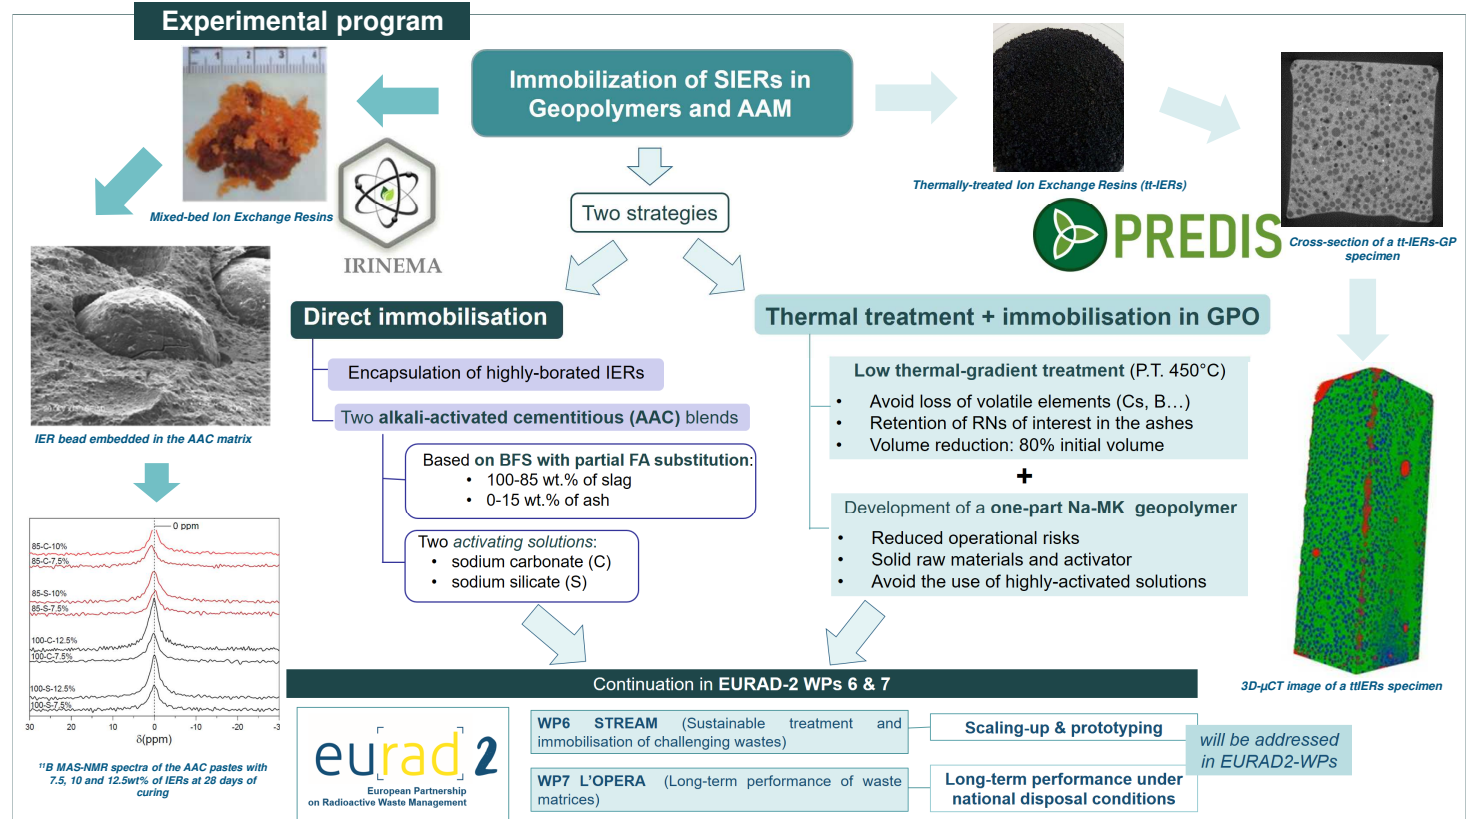 Experimental program
Immobilization of SIERs in
Geopolymers and AAM
1 2 3 4
Mixed-bed Ion Exchange Resins
IRINEMA
Two strategies
Thermally-treated Ion Exchange Resins (tt-IERs)
PREDIS
Cross-section of a tt-IERs-GP
specimen
IER bead embedded in the AAC matrix
Direct immobilisation
Encapsulation of highly-borated IERs
Two alkali-activated cementitious (AAC) blends
Based on BFS with partial FA substitution:
• 100-85 wt.% of slag
• 0-15 wt.% of ash
Two activating solutions:
• sodium carbonate (C)
• sodium silicate (S)
Thermal treatment + immobilisation in GPO
Low thermal-gradient treatment (P.T. 450°C)
• Avoid loss of volatile elements (Cs, B…)
• Retention of RNs of interest in the ashes
• Volume reduction: 80% initial volume
+
Development of a one-part Na-MK geopolymer
• Reduced operational risks
• Solid raw materials and activator
• Avoid the use of highly-activated solutions
3D-µCT image of a ttIERs specimen
0 ppm
85-C-10%
85-C-7.5%
85-S-10%
85-S-7.5%
100-C-12.5%
100-C-7.5%
100-S-12.5%
100-S-7.5%
30 20 10 0 -10 -20 -3
δ(ppm)
¹¹B MAS-NMR spectra of the AAC pastes with
7.5, 10 and 12.5wt% of IERs at 28 days of
curing
Continuation in EURAD-2 WPs 6 & 7
eurad 2
European Partnership
on Radioactive Waste Management
WP6 STREAM (Sustainable treatment and
immobilisation of challenging wastes)
WP7 L'OPERA (Long-term performance of waste
matrices)
Scaling-up & prototyping
Long-term performance under
national disposal conditions
will be addressed
in EURAD2-WPs